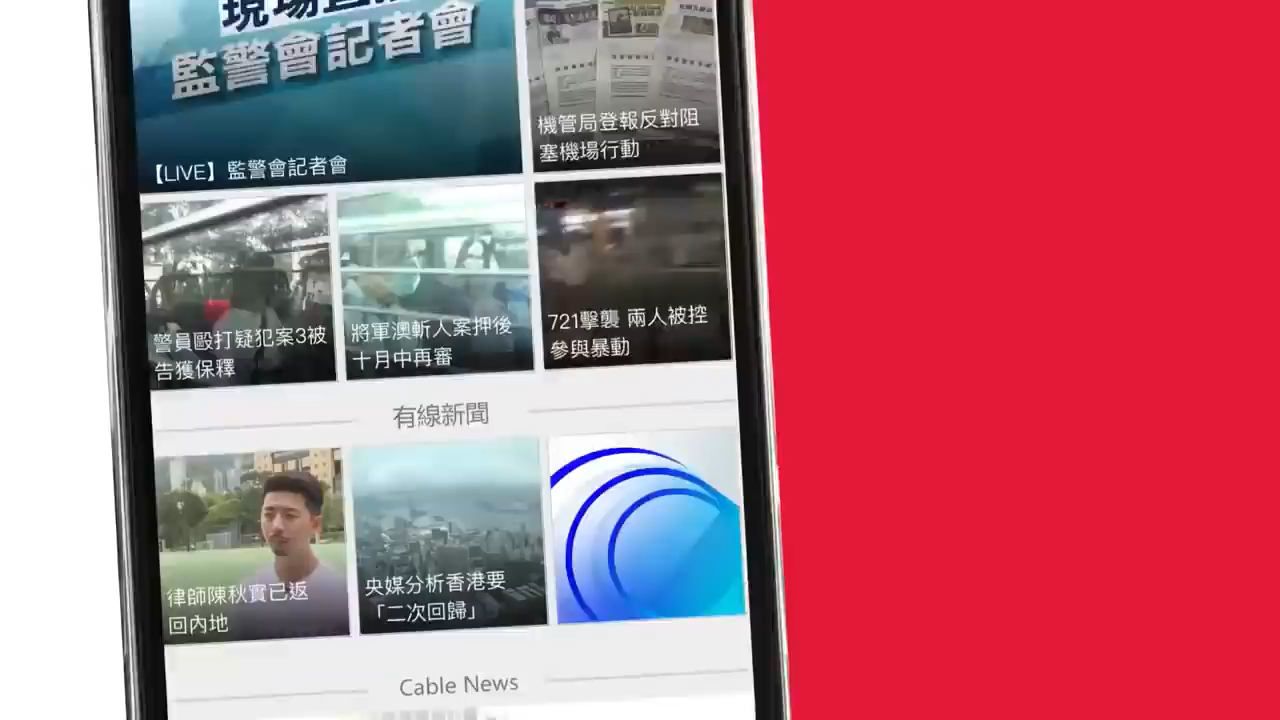 現場直播
監警會記者會
【LIVE】監警會記者會
機管局登報反對阻
塞機場行動
警員毆打疑犯案3被
告獲保釋
將軍澳斬人案押後
十月中再審
721擊襲 兩人被控
參與暴動
有線新聞
律師陳秋實已返
回內地
央媒分析香港要
「二次回歸」
Cable News